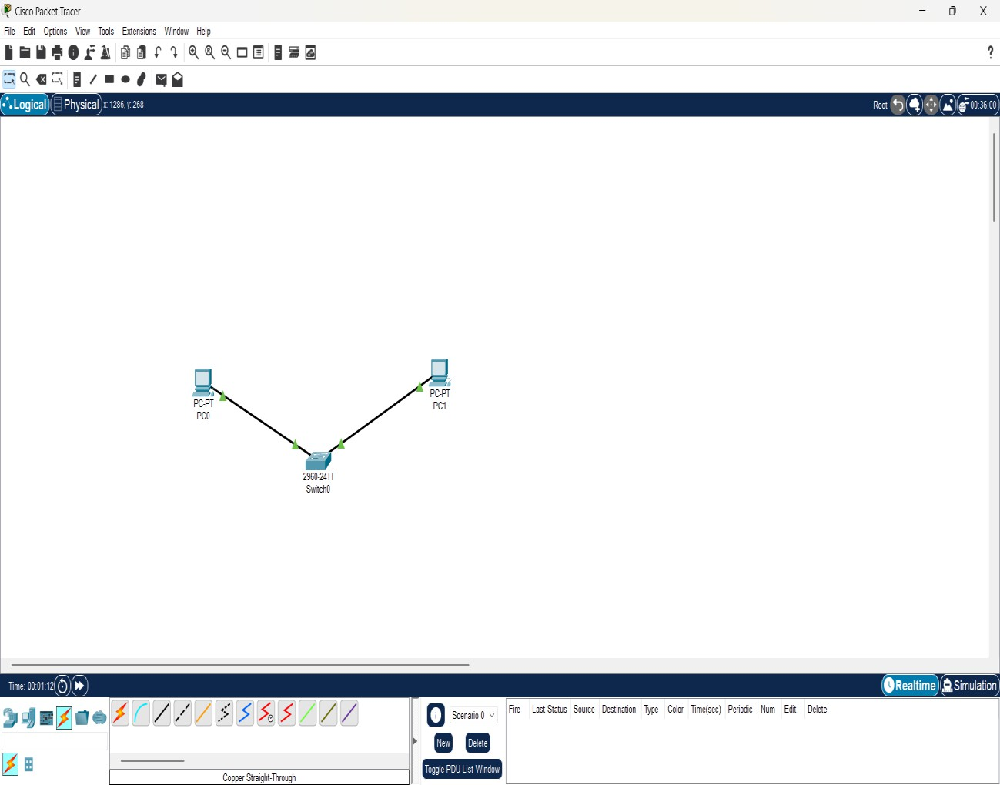 Cisco Packet Tracer
File Edit Options View Tools Extensions Window Help
?
Logical Physical x: 1286, y: 268 Root 00:36:00
PC-PT
PC0
PC-PT
PC1
2960-24TT
Switch0
Time: 00:01:12 Realtime Simulation
Scenario 0
Fire Last Status Source Destination Type Color Time(sec) Periodic Num Edit Delete
New Delete
Toggle PDU List Window
Copper Straight-Through